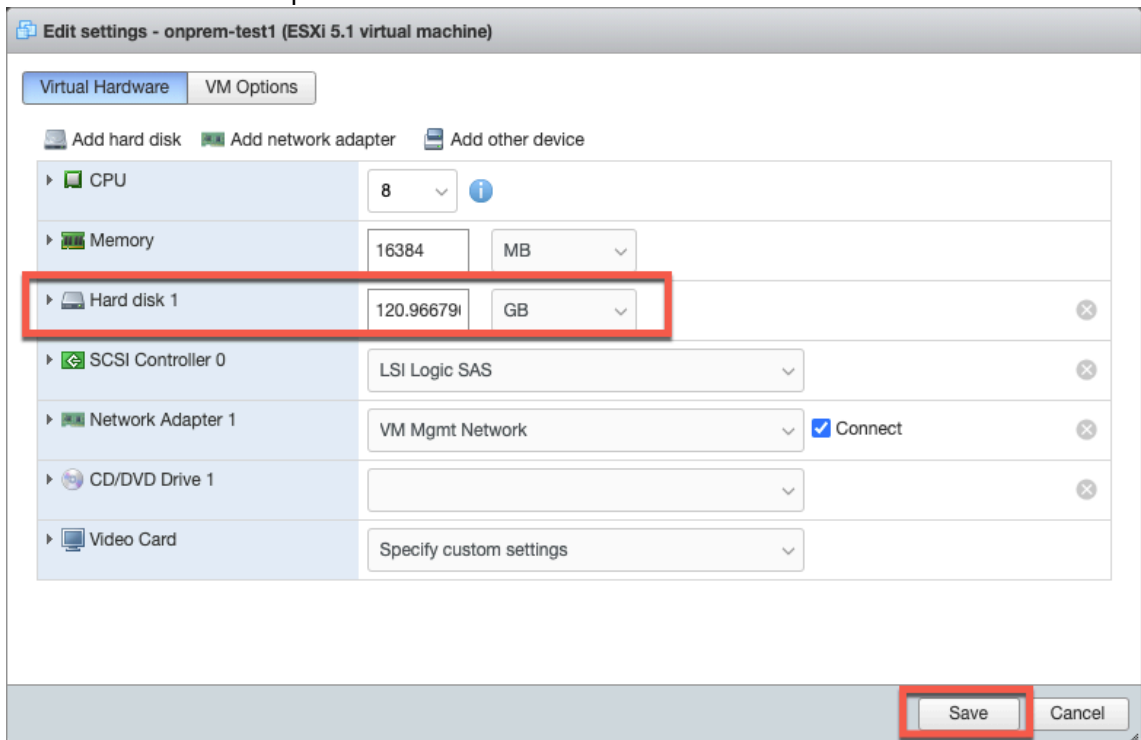 Edit settings - onprem-test1 (ESXi 5.1 virtual machine)
Virtual Hardware VM Options
Add hard disk Add network adapter Add other device
CPU 8
Memory 16384 MB
Hard disk 1 120.966796 GB
SCSI Controller 0 LSI Logic SAS
Network Adapter 1 VM Mgmt Network Connect
CD/DVD Drive 1
Video Card Specify custom settings
Save Cancel